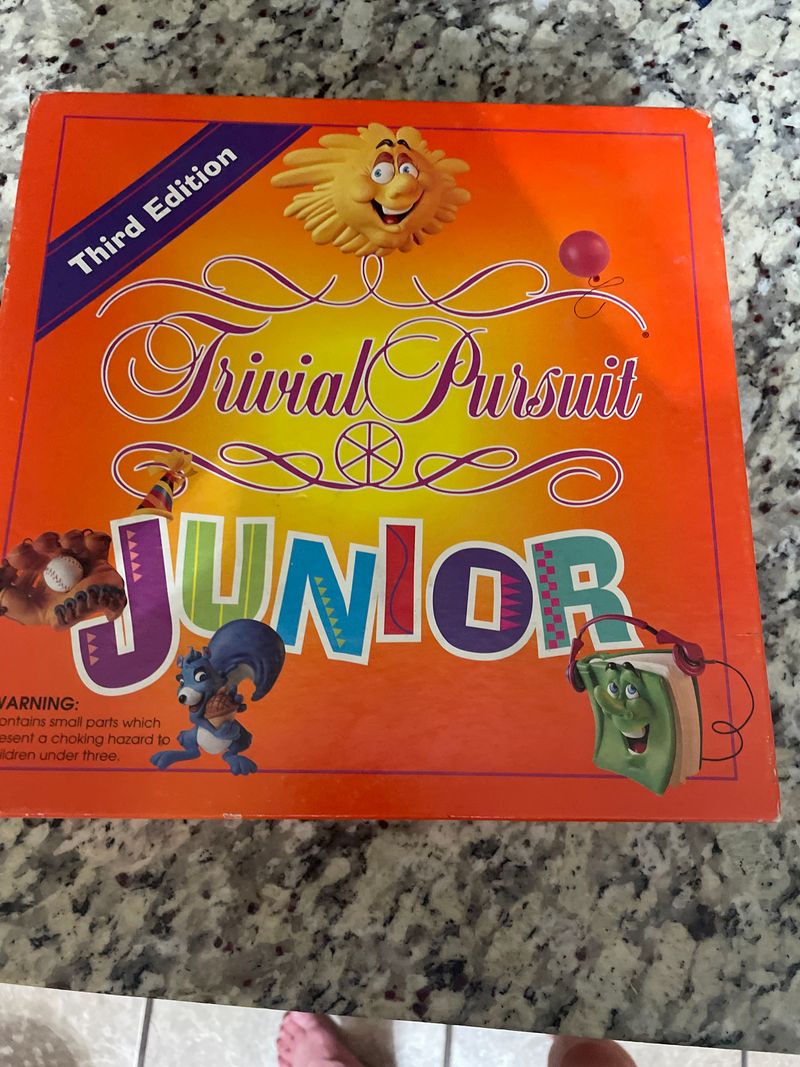 Third Edition
Trivial Pursuit
®
JUNIOR
WARNING:
ontains small parts which
esent a choking hazard to
ildren under three.